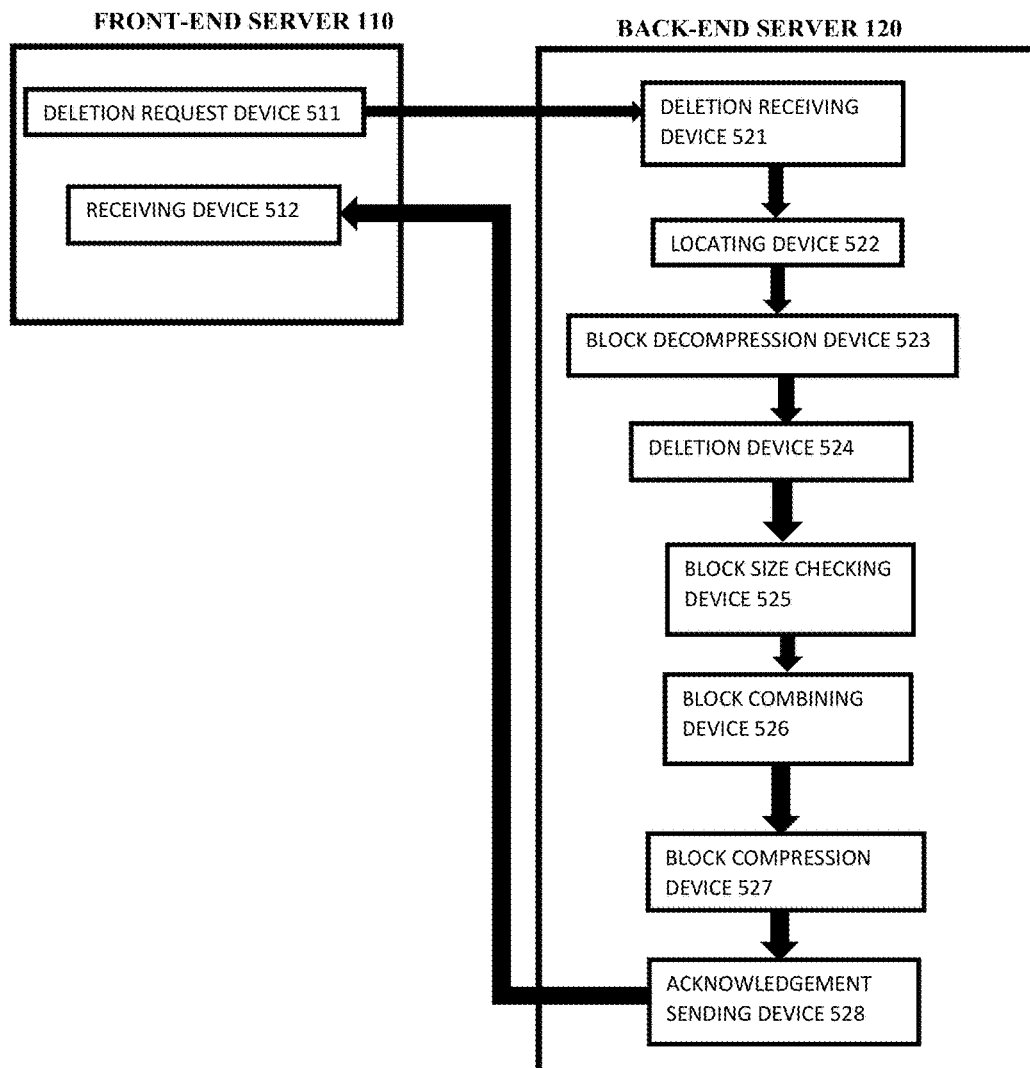 FRONT-END SERVER 110
BACK-END SERVER 120
DELETION REQUEST DEVICE 511
DELETION RECEIVING
DEVICE 521
RECEIVING DEVICE 512
LOCATING DEVICE 522
BLOCK DECOMPRESSION DEVICE 523
DELETION DEVICE 524
BLOCK SIZE CHECKING
DEVICE 525
BLOCK COMBINING
DEVICE 526
BLOCK COMPRESSION
DEVICE 527
ACKNOWLEDGEMENT
SENDING DEVICE 528